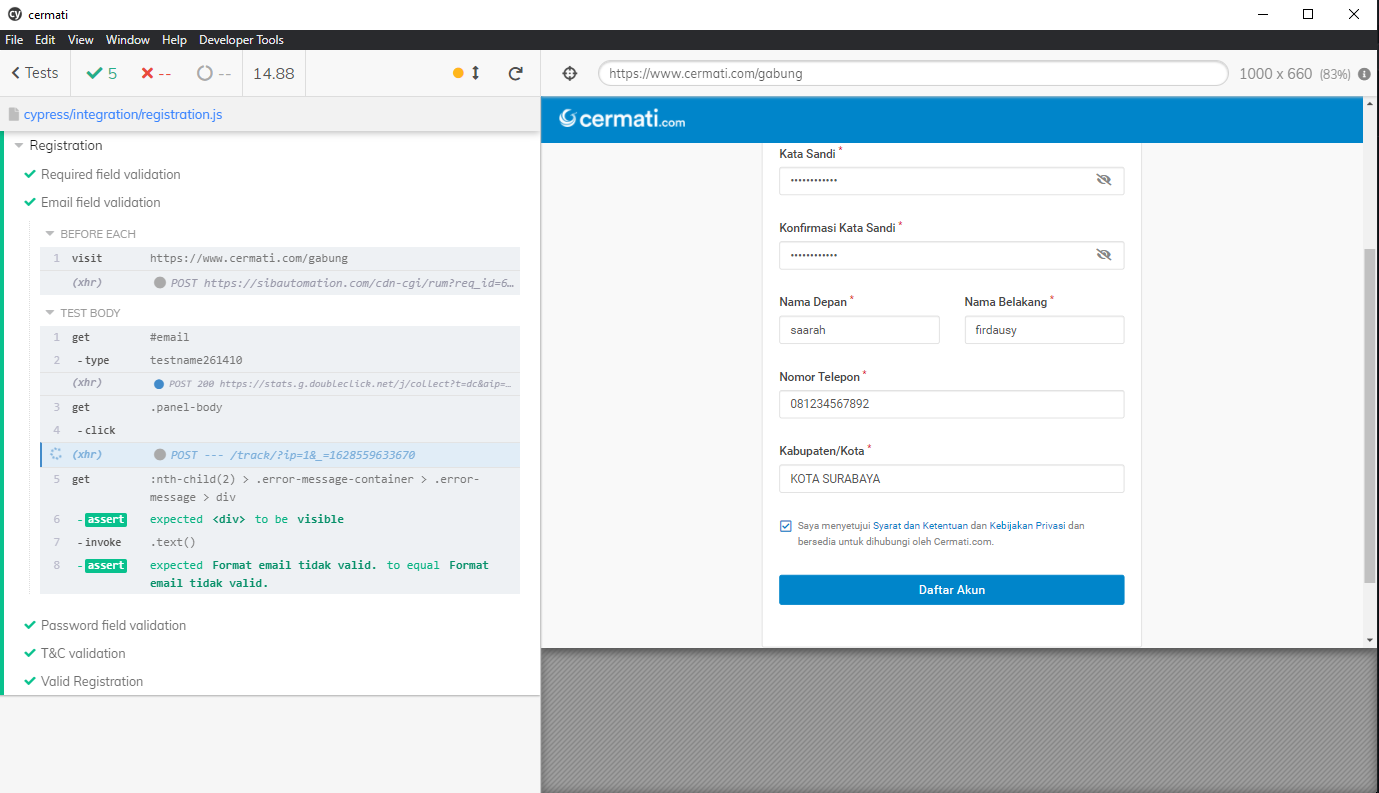 cermati
File Edit View Window Help Developer Tools
Tests 5 -- -- 14.88
cypress/integration/registration.js
Registration
Required field validation
Email field validation
BEFORE EACH
1 visit https://www.cermati.com/gabung
(xhr) POST https://sibautomation.com/cdn-cgi/rum?req_id=6…
TEST BODY
1 get #email
2 -type testname261410
(xhr) POST 200 https://stats.g.doubleclick.net/j/collect?t=dc&aip=…
3 get .panel-body
4 -click
(xhr) POST --- /track/?ip=1&_=1628559633670
5 get :nth-child(2) > .error-message-container > .error-
message > div
6 -assert expected <div> to be visible
7 -invoke .text()
8 -assert expected Format email tidak valid. to equal Format
email tidak valid.
Password field validation
T&C validation
Valid Registration
https://www.cermati.com/gabung 1000 x 660 (83%)
cermati.com
Kata Sandi *
••••••••••••
Konfirmasi Kata Sandi *
••••••••••••
Nama Depan * Nama Belakang *
saarah firdausy
Nomor Telepon *
081234567892
Kabupaten/Kota *
KOTA SURABAYA
Saya menyetujui Syarat dan Ketentuan dan Kebijakan Privasi dan
bersedia untuk dihubungi oleh Cermati.com.
Daftar Akun